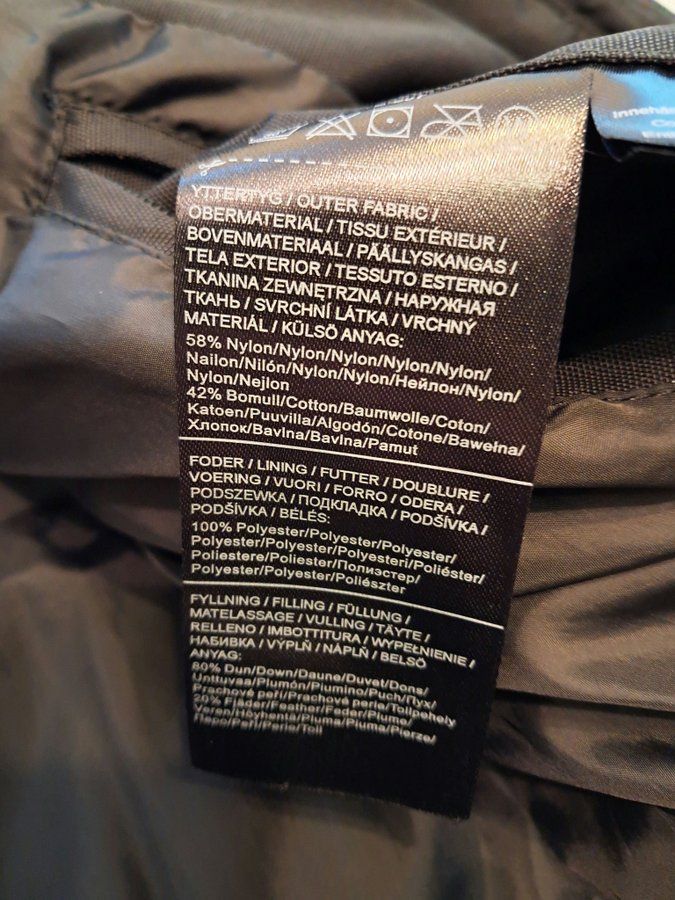 Innehå
YTTERTYG / OUTER FABRIC /
OBERMATERIAL / TISSU EXTÉRIEUR /
BOVENMATERIAAL / PÄÄLLYSKANGAS /
TELA EXTERIOR / TESSUTO ESTERNO /
TKANINA ZEWNĘTRZNA / НАРУЖНАЯ
ТКАНЬ / SVRCHNÍ LÁTKA / VRCHNÝ
MATERIÁL / KÜLSÖ ANYAG:
58% Nylon/Nylon/Nylon/Nylon/Nylon/
Nailon/Nilón/Nylon/Nylon/Нейлон/Nylon/
Nylon/Nejlon
42% Bomull/Cotton/Baumwolle/Coton/
Katoen/Puuvilla/Algodón/Cotone/Bawełna/
Хлопок/Bavlna/Bavlna/Pamut
FODER / LINING / FUTTER / DOUBLURE /
VOERING / VUORI / FORRO / FODERA /
PODSZEWKA / ПОДКЛАДКА / PODŠÍVKA /
PODŠÍVKA / BÉLÉS:
100% Polyester/Polyester/Polyester/
Polyester/Polyester/Polyesteri/Poliéster/
Poliestere/Poliester/Полиэстер/
Polyester/Polyester/Poliészter
FYLLNING / FILLING / FÜLLUNG /
MATELASSAGE / VULLING / TÄYTE /
RELLENO / IMBOTTITURA / WYPEŁNIENIE /
НАБИВКА / VÝPLŇ / NÁPLŇ / BELSÖ
ANYAG:
80% Dun/Down/Daune/Duvet/Dons/
Untuvaa/Plumón/Piumino/Puch/Пух/
Prachové peří/Prachové perie/Tollpehely
20% Fjäder/Feather/Feder/Plume/
Veren/Höyhentä/Pluma/Piuma/Pierze/
Перо/Peří/Perie/Toll